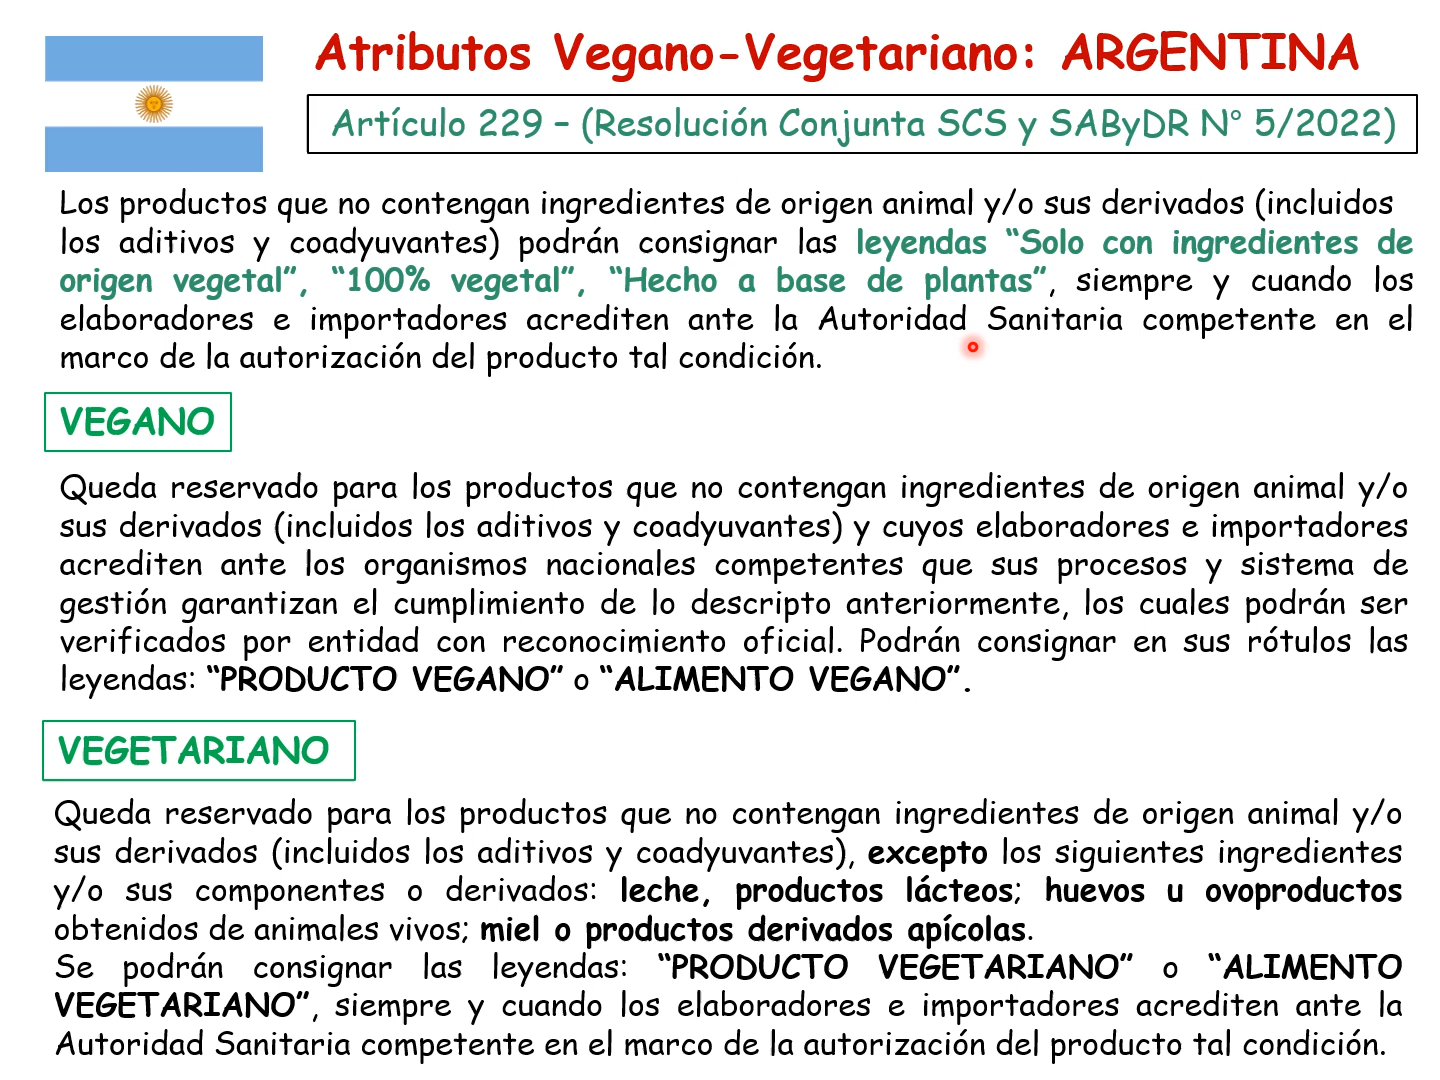 Atributos Vegano-Vegetariano: ARGENTINA
Artículo 229 – (Resolución Conjunta SCS y SAByDR N° 5/2022)
Los productos que no contengan ingredientes de origen animal y/o sus derivados (incluidos
los aditivos y coadyuvantes) podrán consignar las leyendas “Solo con ingredientes de
origen vegetal”, “100% vegetal”, “Hecho a base de plantas”, siempre y cuando los
elaboradores e importadores acrediten ante la Autoridad Sanitaria competente en el
marco de la autorización del producto tal condición.
VEGANO
Queda reservado para los productos que no contengan ingredientes de origen animal y/o
sus derivados (incluidos los aditivos y coadyuvantes) y cuyos elaboradores e importadores
acrediten ante los organismos nacionales competentes que sus procesos y sistema de
gestión garantizan el cumplimiento de lo descripto anteriormente, los cuales podrán ser
verificados por entidad con reconocimiento oficial. Podrán consignar en sus rótulos las
leyendas: “PRODUCTO VEGANO” o “ALIMENTO VEGANO”.
VEGETARIANO
Queda reservado para los productos que no contengan ingredientes de origen animal y/o
sus derivados (incluidos los aditivos y coadyuvantes), excepto los siguientes ingredientes
y/o sus componentes o derivados: leche, productos lácteos; huevos u ovoproductos
obtenidos de animales vivos; miel o productos derivados apícolas.
Se podrán consignar las leyendas: “PRODUCTO VEGETARIANO” o “ALIMENTO
VEGETARIANO”, siempre y cuando los elaboradores e importadores acrediten ante la
Autoridad Sanitaria competente en el marco de la autorización del producto tal condición.